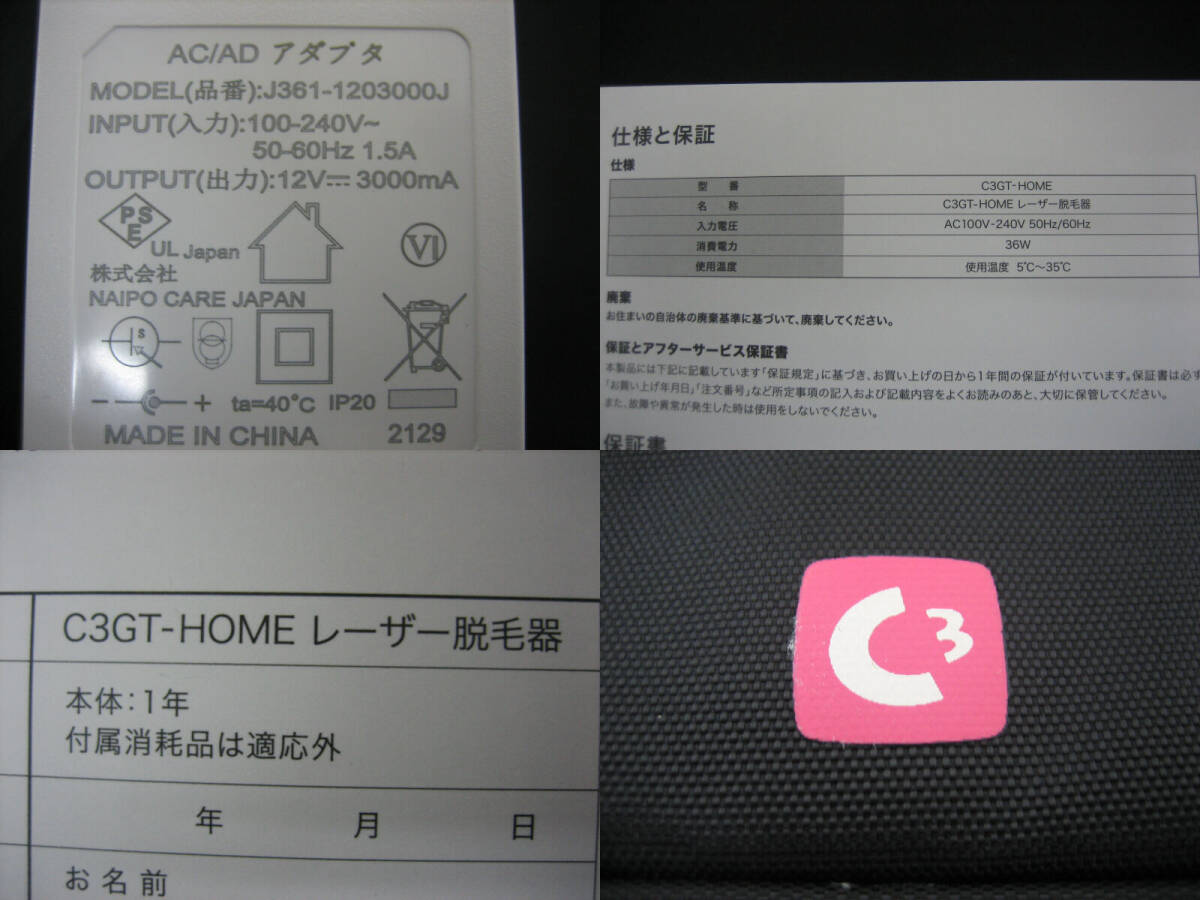 AC/AD アダプタ
MODEL(品番):J361-1203000J
INPUT(入力):100-240V~
50-60Hz 1.5A
OUTPUT(出力):12V⎓3000mA
PSE
UL Japan
VI
株式会社
NAIPO CARE JAPAN
S
- + ta=40℃ IP20
MADE IN CHINA 2129
仕様と保証
仕様
型 番 C3GT-HOME
名 称 C3GT-HOME レーザー脱毛器
入力電圧 AC100V-240V 50Hz/60Hz
消費電力 36W
使用温度 使用温度 5℃〜35℃
廃棄
お住まいの自治体の廃棄基準に基づいて、廃棄してください。
保証とアフターサービス保証書
本製品には下記に記載しています「保証規定」に基づき、お買い上げの日から1年間の保証が付いています。保証書は必ず
「お買い上げ年月日」「注文番号」など所定事項の記入および記載内容をよくお読みのあと、大切に保管してください。
また、故障や異常が発生した時は使用をしないでください。
保証書
C3GT-HOME レーザー脱毛器
本体:1年
付属消耗品は適応外
年 月 日
お名前
C3